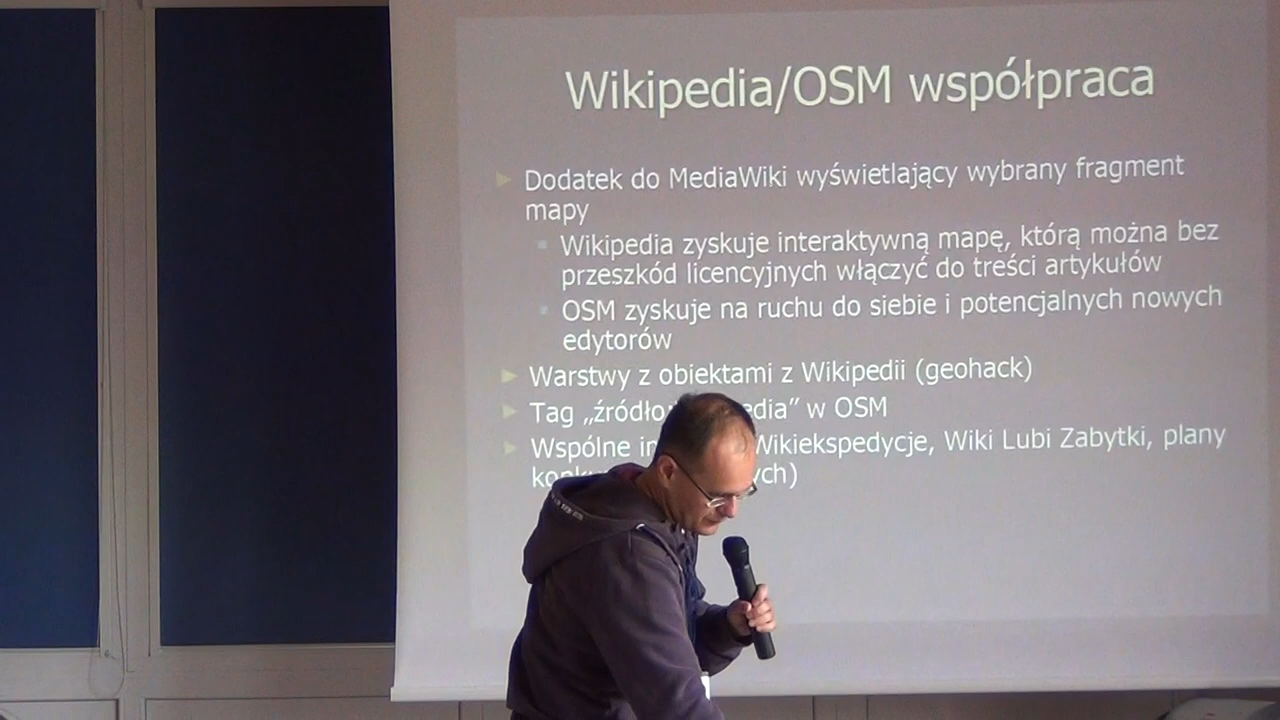 Wikipedia/OSM współpraca
Dodatek do MediaWiki wyświetlający wybrany fragment
mapy
Wikipedia zyskuje interaktywną mapę, którą można bez
przeszkód licencyjnych włączyć do treści artykułów
OSM zyskuje na ruchu do siebie i potencjalnych nowych
edytorów
Warstwy z obiektami z Wikipedii (geohack)
Tag w OSM
Wspólne Wikiekspedycje, Wiki Lubi Zabytki, plany